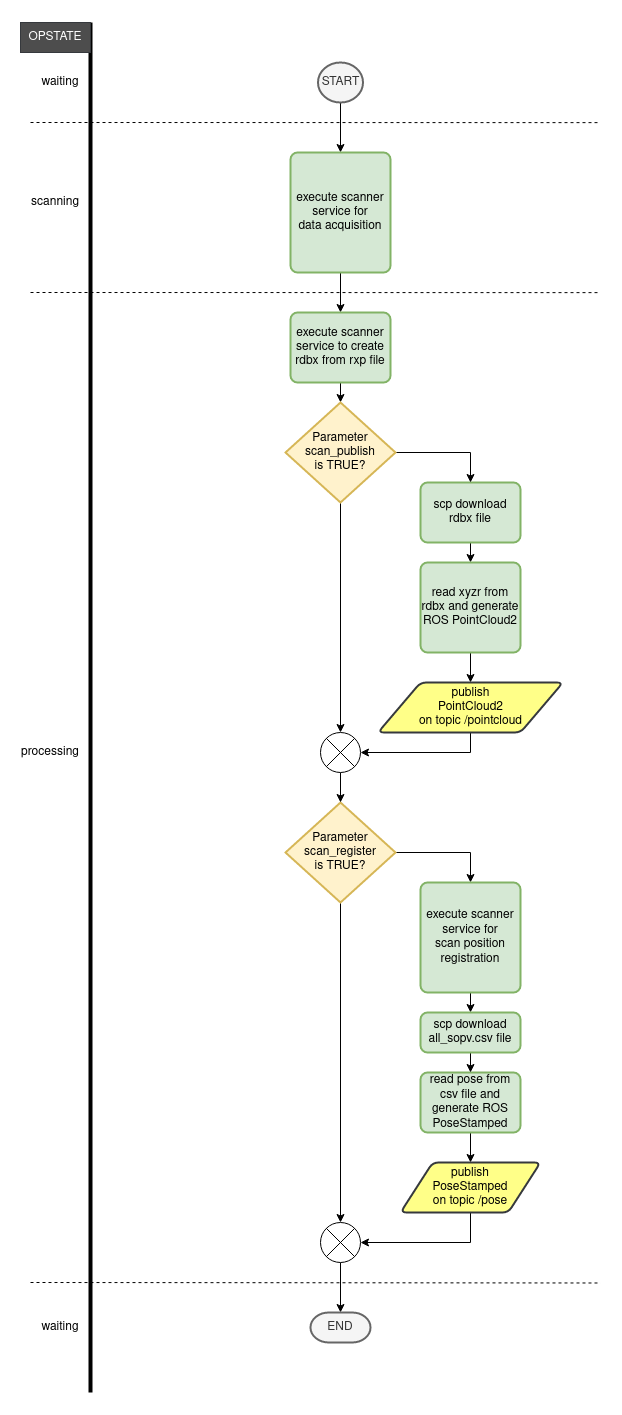 OPSTATE
waiting
START
scanning
execute scanner
service for
data acquisition
execute scanner
service to create
rdbx from rxp file
Parameter
scan_publish
is TRUE?
scp download
rdbx file
read xyzr from
rdbx and generate
ROS PointCloud2
publish
PointCloud2
on topic /pointcloud
processing
Parameter
scan_register
is TRUE?
execute scanner
service for
scan position
registration
scp download
all_sopv.csv file
read pose from
csv file and
generate ROS
PoseStamped
publish
PoseStamped
on topic /pose
waiting
END